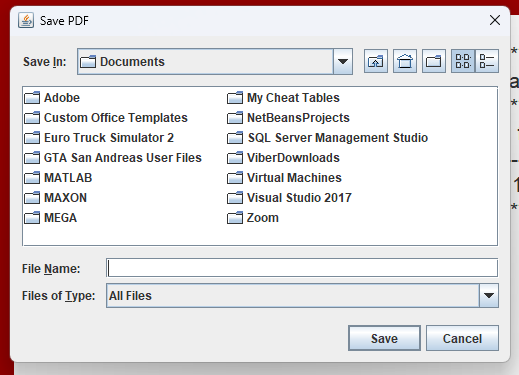 Save PDF
Save In: Documents
Adobe
Custom Office Templates
Euro Truck Simulator 2
GTA San Andreas User Files
MATLAB
MAXON
MEGA
My Cheat Tables
NetBeansProjects
SQL Server Management Studio
ViberDownloads
Virtual Machines
Visual Studio 2017
Zoom
File Name:
Files of Type: All Files
Save Cancel